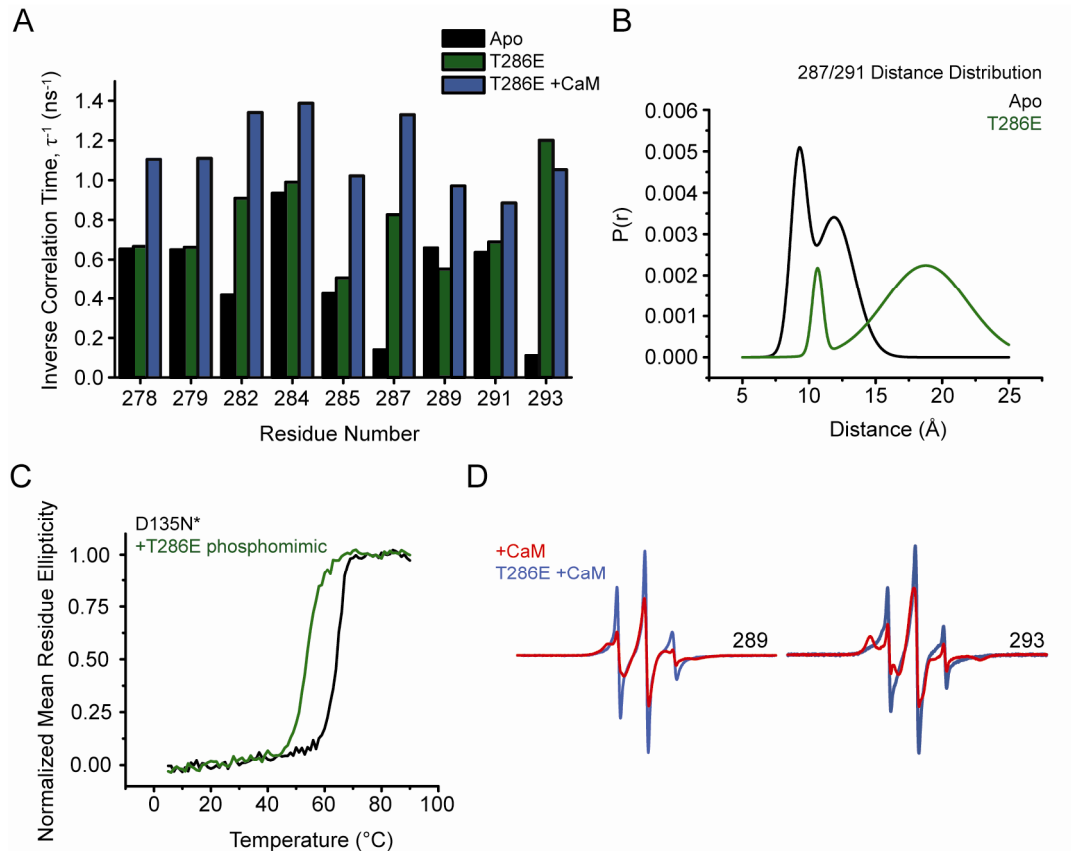 A
Apo
T286E
T286E +CaM
Inverse Correlation Time, τ⁻¹ (ns⁻¹)
1.4
1.2
1.0
0.8
0.6
0.4
0.2
0.0
278 279 282 284 285 287 289 291 293
Residue Number
B
287/291 Distance Distribution
Apo
T286E
P(r)
0.006
0.005
0.004
0.003
0.002
0.001
0.000
5 10 15 20 25
Distance (Å)
C
D135N*
+T286E phosphomimic
Normalized Mean Residue Ellipticity
1.00
0.75
0.50
0.25
0.00
0 20 40 60 80 100
Temperature (°C)
D
+CaM
T286E +CaM
289
293